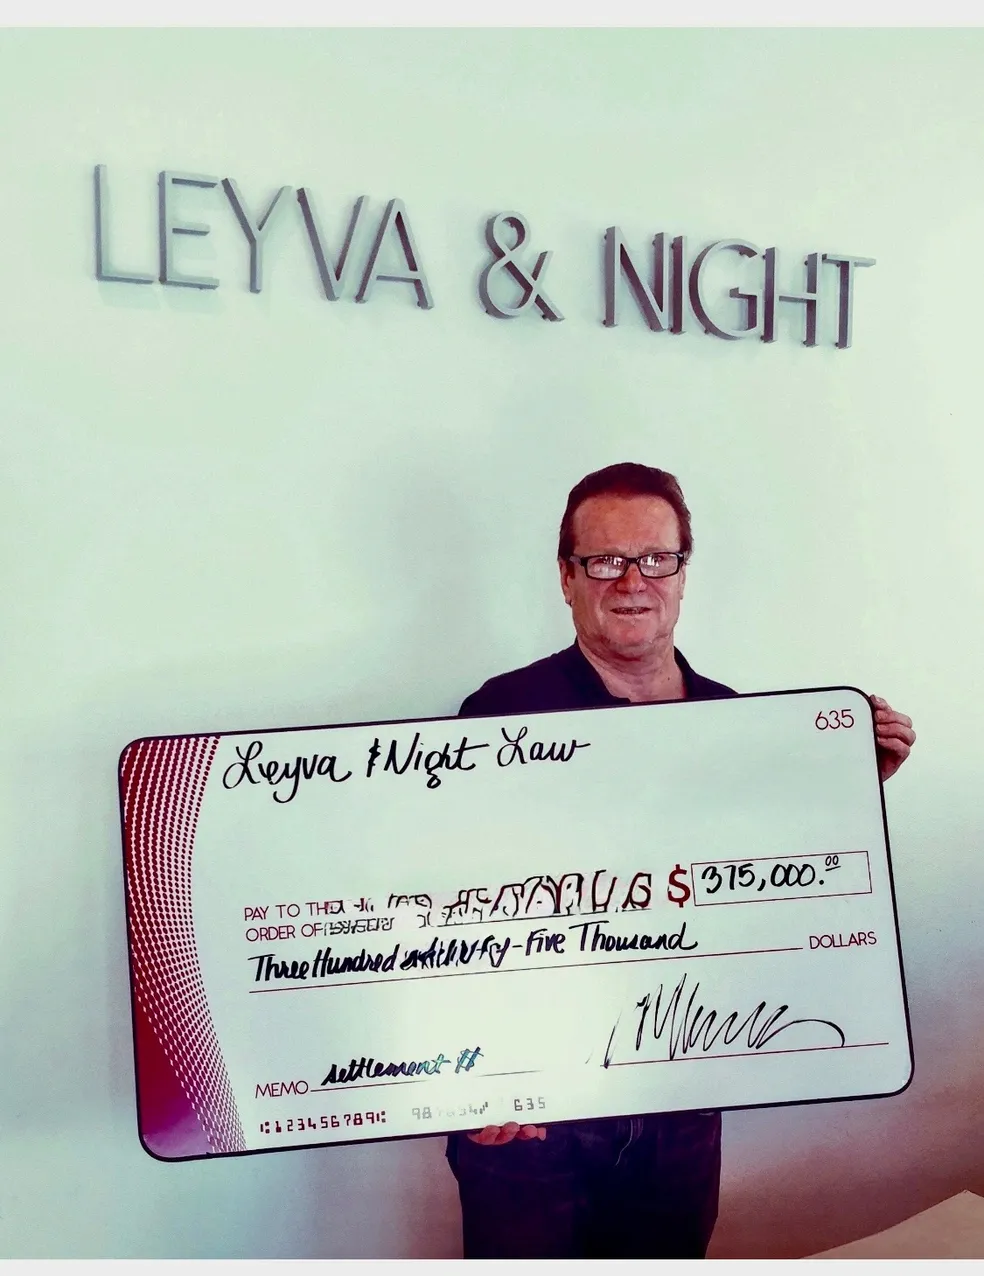 LEYVA & NIGHT
635
Leyva & Night Law
PAY TO THE
ORDER OF
$ 375,000.00
Three Hundred -Five Thousand DOLLARS
MEMO settlement $$
⑆123456789⑆ 635